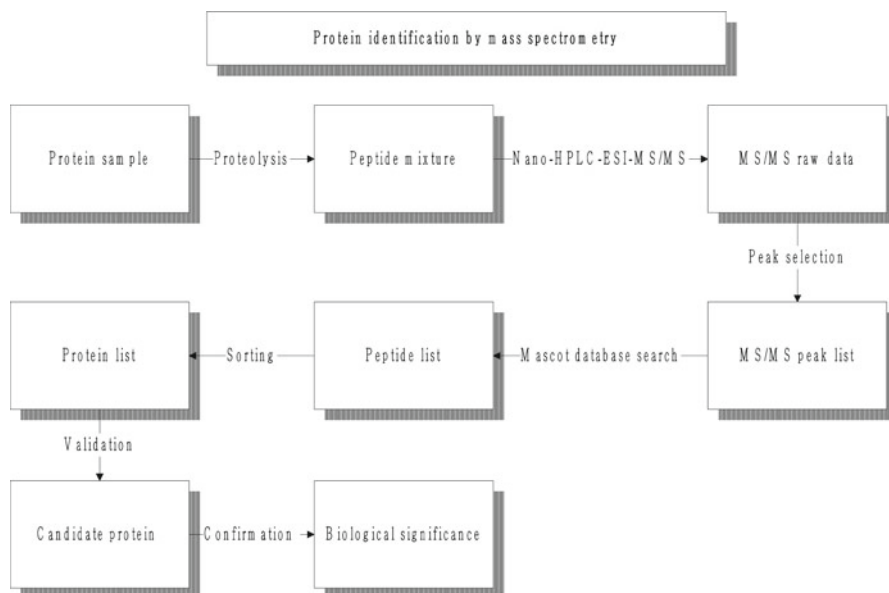 Protein identification by mass spectrometry
Protein sample
Proteolysis
Peptide mixture
Nano-HPLC-ESI-MS/MS
MS/MS raw data
Peak selection
MS/MS peak list
Mascot database search
Peptide list
Sorting
Protein list
Validation
Candidate protein
Confirmation
Biological significance